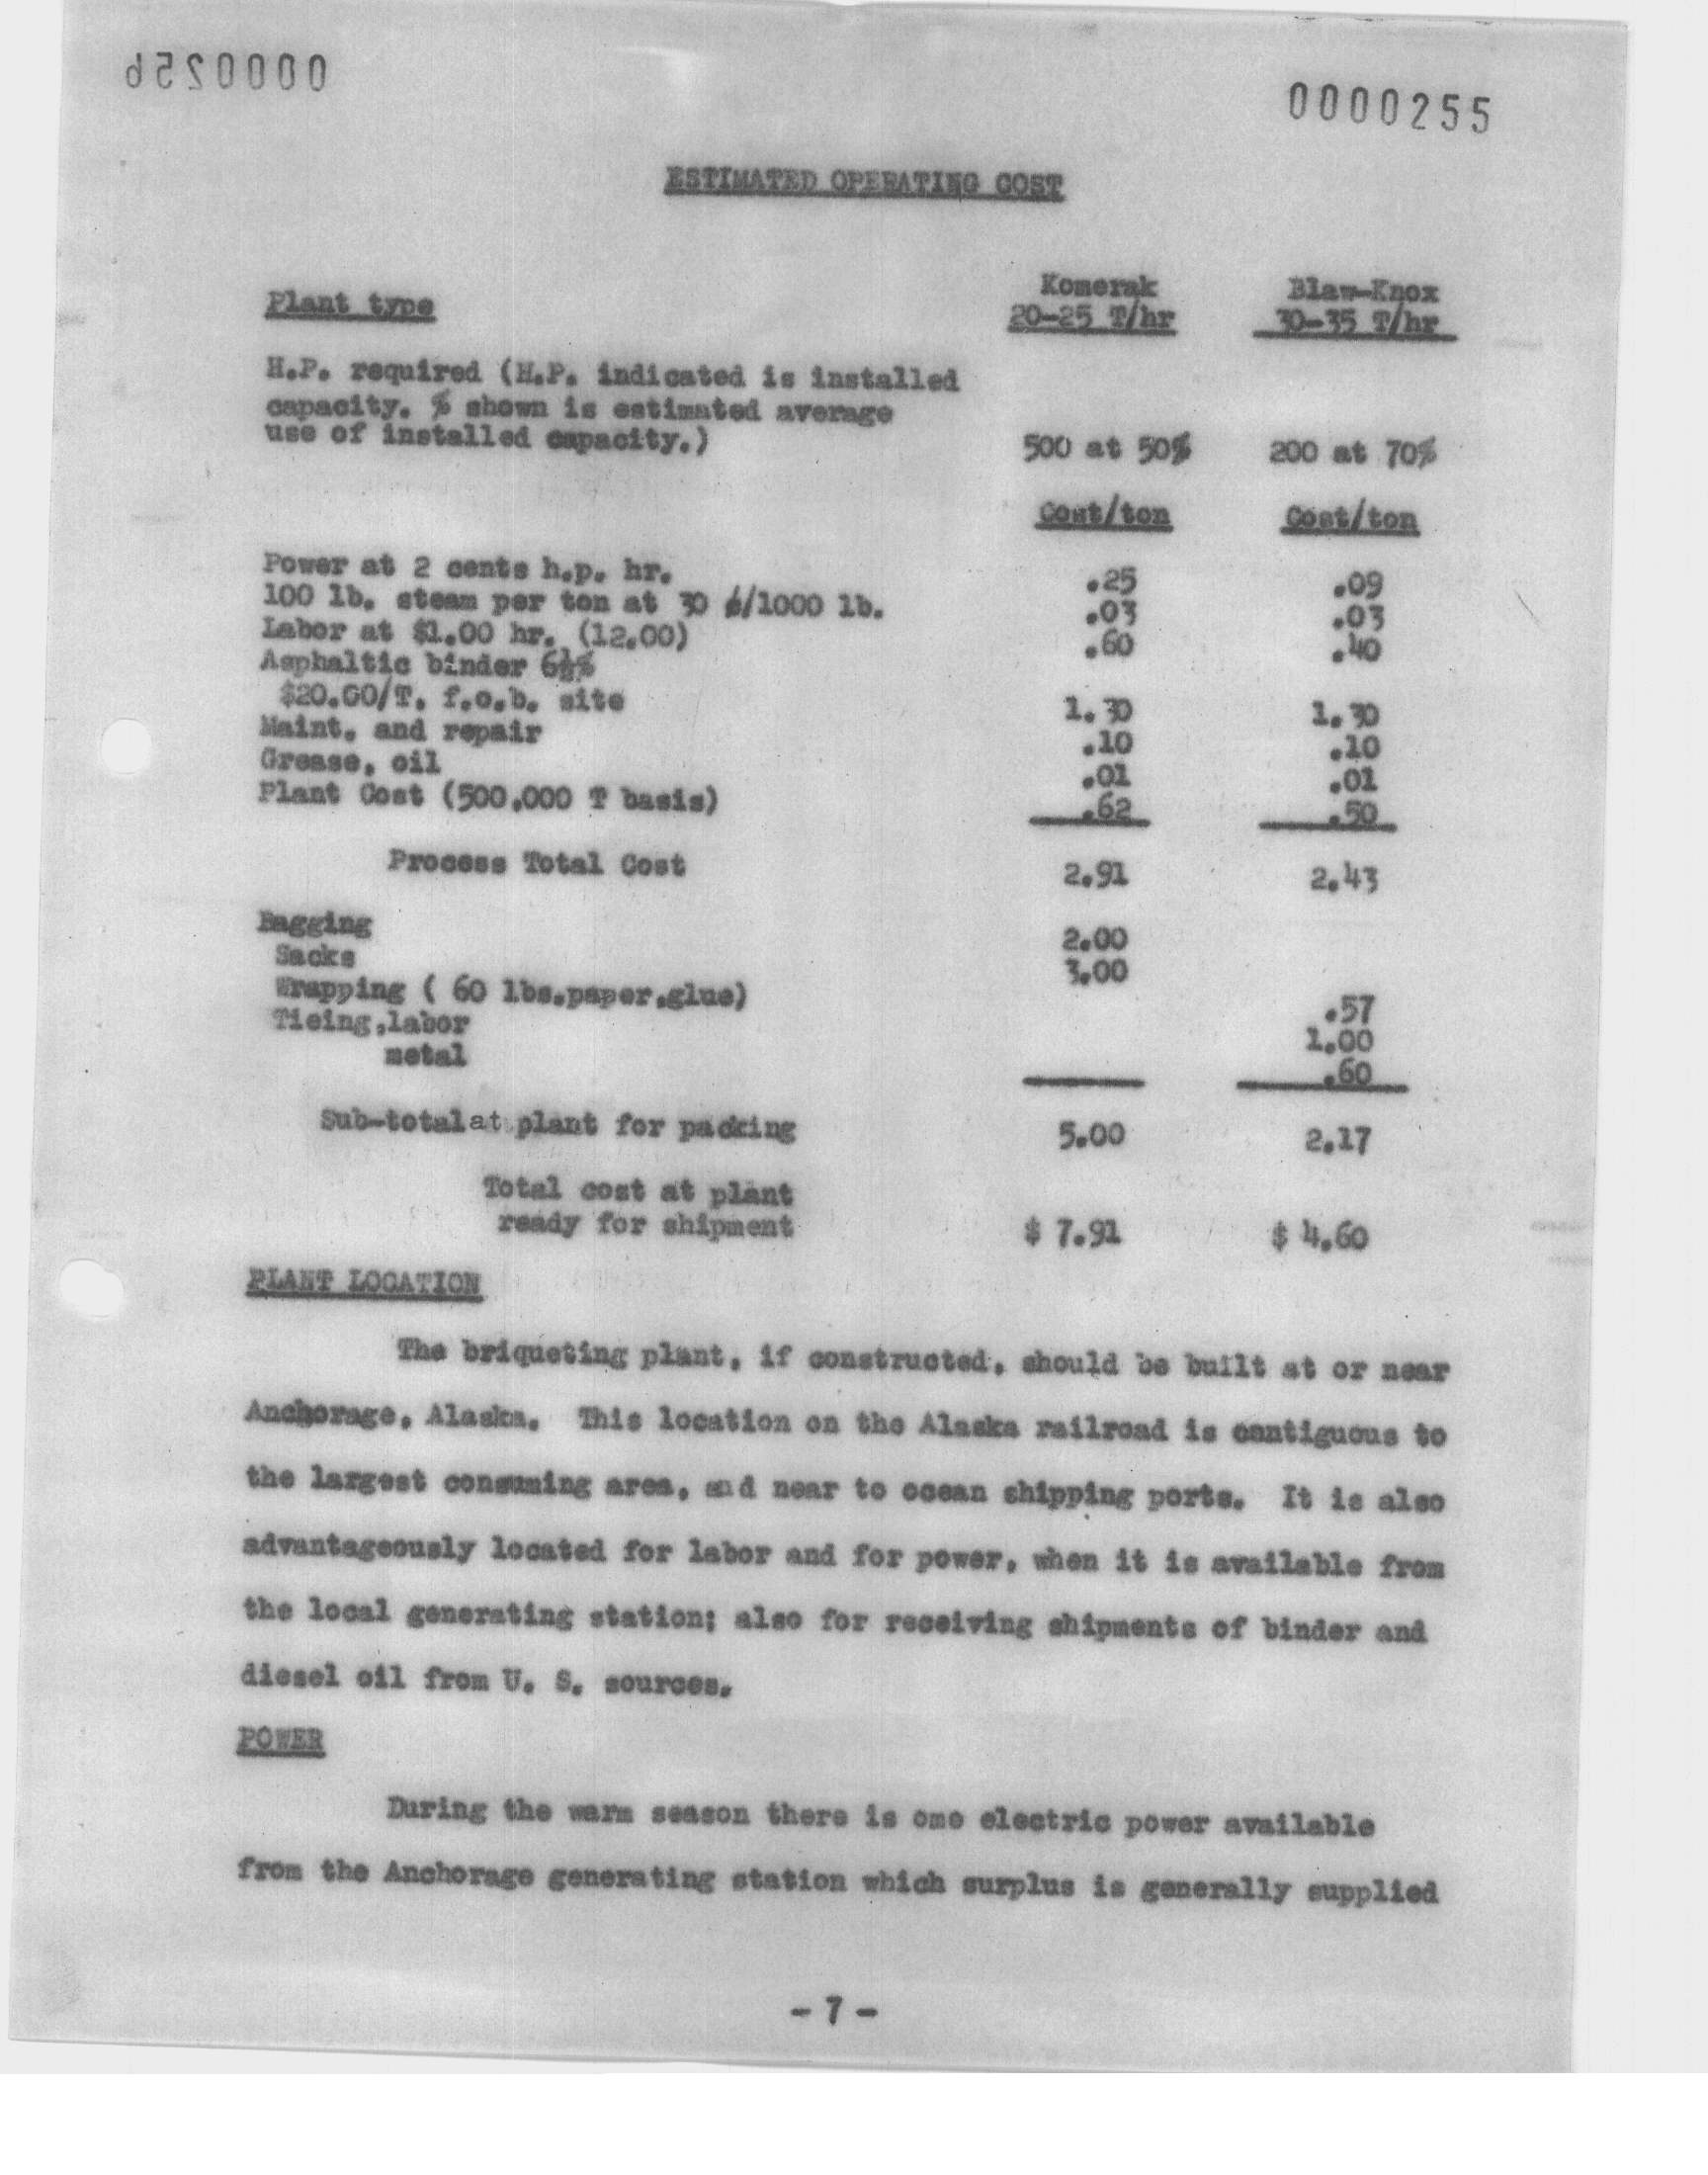 0000256
0000255
ESTIMATED OPERATING COST
Plant type Komerak 20-25 T/hr Blaw-Knox 30-35 T/hr
H.P. required (H.P. indicated is installed
capacity. % shown is estimated average
use of installed capacity.) 500 at 50% 200 at 70%
Cost/ton Cost/ton
Power at 2 cents h.p. hr. .25 .09
100 lb. steam per ton at 30 ¢/1000 lb. .03 .03
Labor at $1.00 hr. (12.00) .60 .40
Asphaltic binder 6½%
$20.00/T. f.o.b. site 1.30 1.30
Maint. and repair .10 .10
Grease, oil .01 .01
Plant Cost (500,000 T basis) .62 .50
Process Total Cost 2.91 2.43
Bagging 2.00
Sacks 3.00
Wrapping ( 60 lbs.paper,glue) .57
Tieing,labor 1.00
metal .60
Sub-total at plant for packing 5.00 2.17
Total cost at plant
ready for shipment $ 7.91 $ 4.60
PLANT LOCATION
The briqueting plant, if constructed, should be built at or near
Anchorage, Alaska. This location on the Alaska railroad is contiguous to
the largest consuming area, and near to ocean shipping ports. It is also
advantageously located for labor and for power, when it is available from
the local generating station; also for receiving shipments of binder and
diesel oil from U. S. sources.
POWER
During the warm season there is ome electric power available
from the Anchorage generating station which surplus is generally supplied
- 7 -